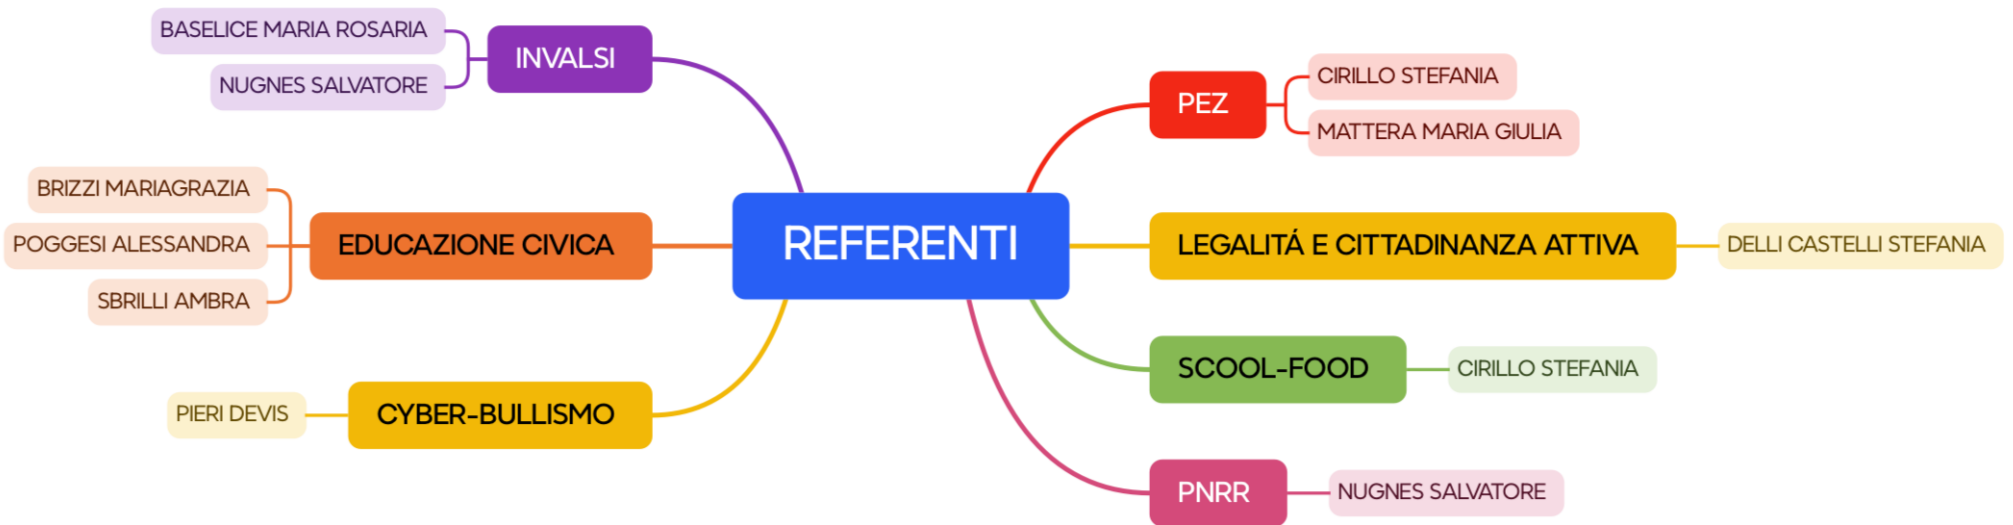 REFERENTI
INVALSI
BASELICE MARIA ROSARIA
NUGNES SALVATORE
EDUCAZIONE CIVICA
BRIZZI MARIAGRAZIA
POGGESI ALESSANDRA
SBRILLI AMBRA
CYBER-BULLISMO
PIERI DEVIS
PEZ
CIRILLO STEFANIA
MATTERA MARIA GIULIA
LEGALITÁ E CITTADINANZA ATTIVA
DELLI CASTELLI STEFANIA
SCOOL-FOOD
CIRILLO STEFANIA
PNRR
NUGNES SALVATORE